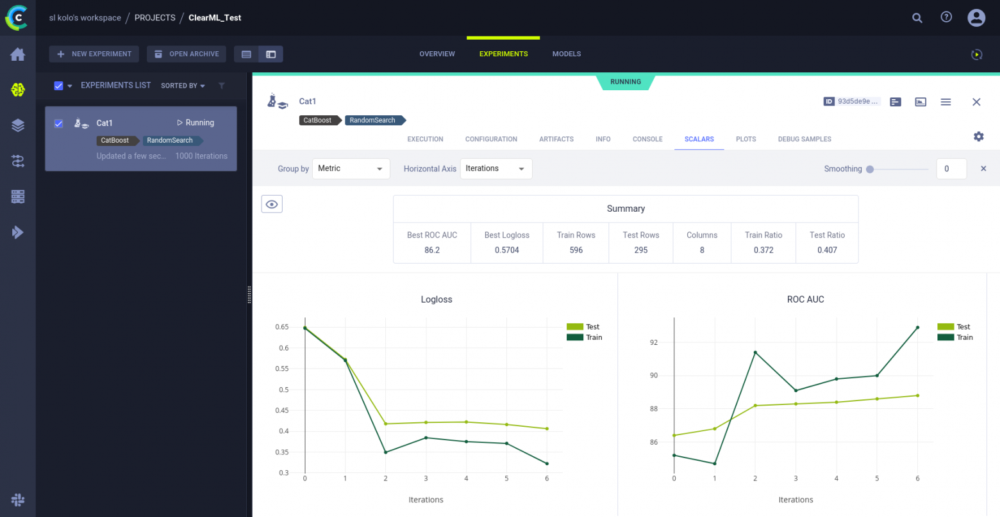 sl kolo's workspace / PROJECTS / ClearML_Test
NEW EXPERIMENT
OPEN ARCHIVE
OVERVIEW
EXPERIMENTS
MODELS
EXPERIMENTS LIST
SORTED BY
Cat1
Running
CatBoost
RandomSearch
Updated a few sec...
1000 Iterations
RUNNING
Cat1
ID 93d5de9e ...
CatBoost
RandomSearch
EXECUTION
CONFIGURATION
ARTIFACTS
INFO
CONSOLE
SCALARS
PLOTS
DEBUG SAMPLES
Group by
Metric
Horizontal Axis
Iterations
Smoothing
0
Summary
Best ROC AUC
86.2
Best Logloss
0.5704
Train Rows
596
Test Rows
295
Columns
8
Train Ratio
0.372
Test Ratio
0.407
Logloss
0.65
0.6
0.55
0.5
0.45
0.4
0.35
0.3
0 1 2 3 4 5 6
Iterations
Test
Train
ROC AUC
92
90
88
86
0 1 2 3 4 5 6
Iterations
Test
Train